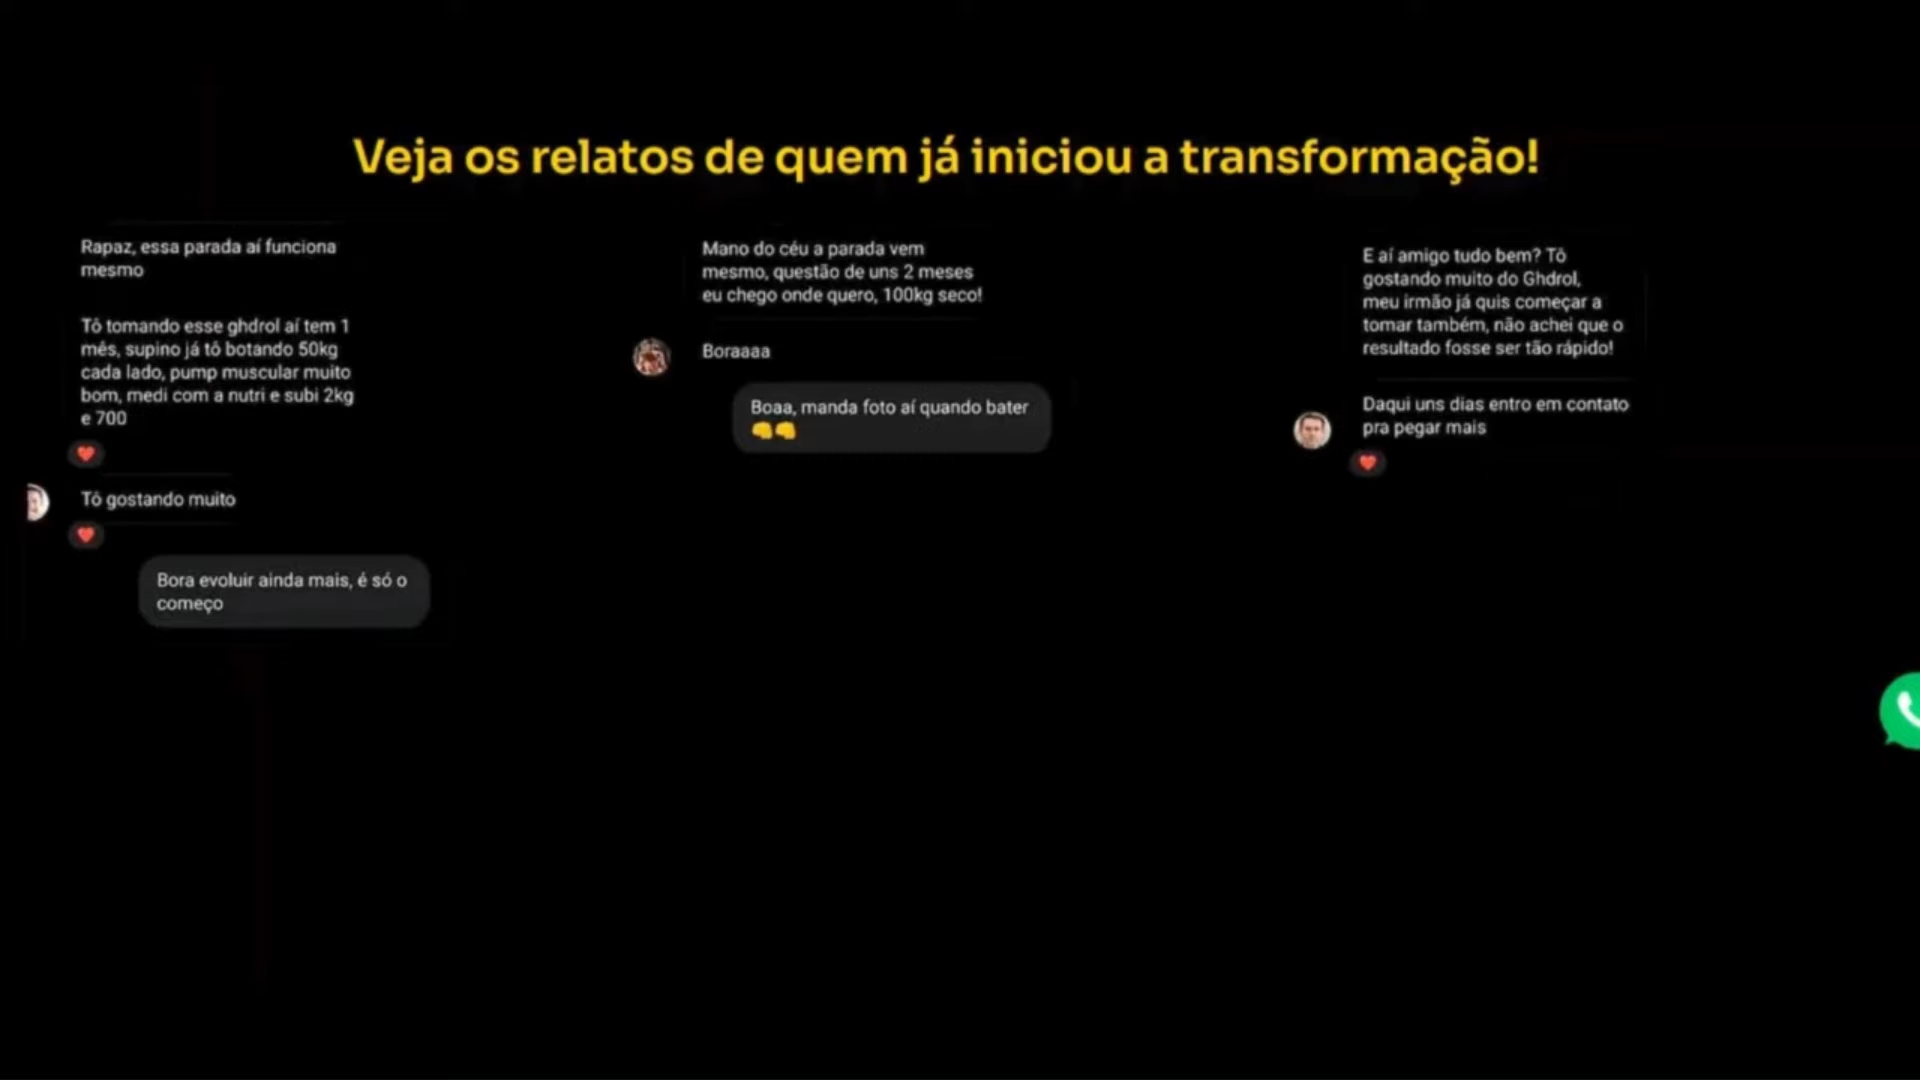 Veja os relatos de quem já iniciou a transformação!
Rapaz, essa parada aí funciona
mesmo
Tô tomando esse ghdrol aí tem 1
mês, supino já tô botando 50kg
cada lado, pump muscular muito
bom, medi com a nutri e subi 2kg
e 700
Tô gostando muito
Bora evoluir ainda mais, é só o
começo
Mano do céu a parada vem
mesmo, questão de uns 2 meses
eu chego onde quero, 100kg seco!
Boraaaa
Boaa, manda foto aí quando bater
E aí amigo tudo bem? Tô
gostando muito do Ghdrol,
meu irmão já quis começar a
tomar também, não achei que o
resultado fosse ser tão rápido!
Daqui uns dias entro em contato
pra pegar mais